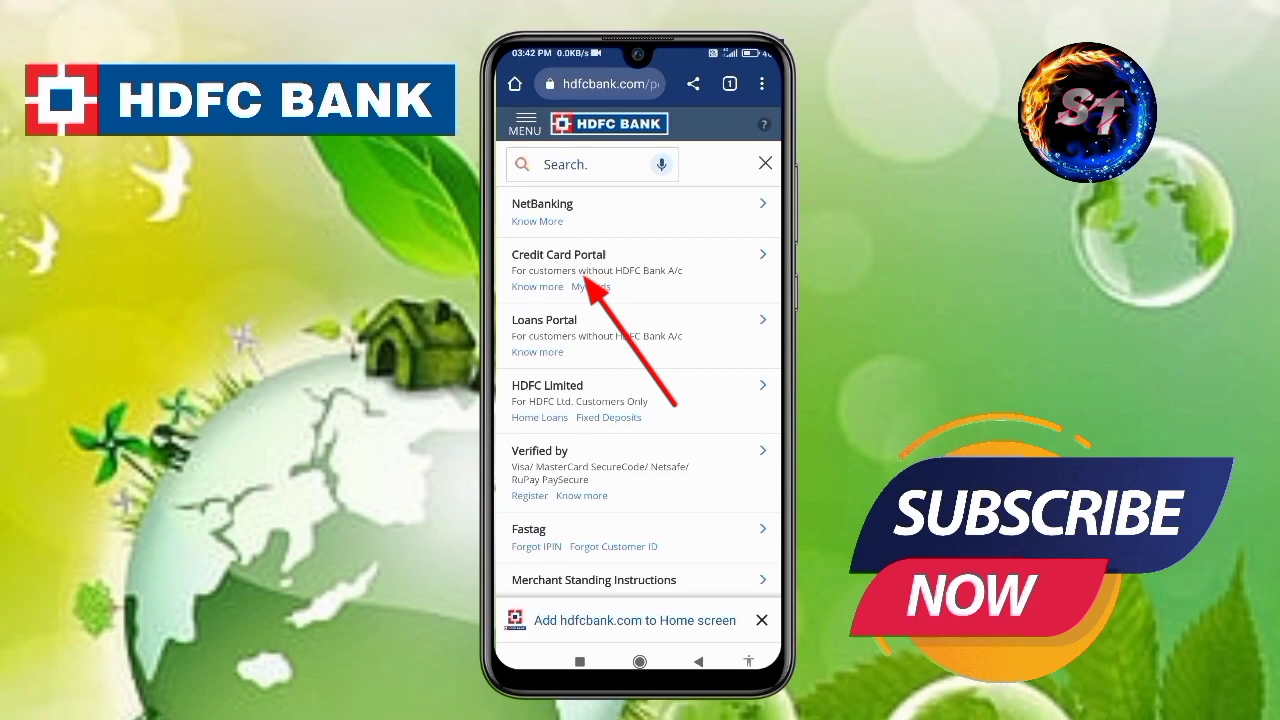 HDFC BANK
ST
03:42 PM 0.0KB/s
hdfcbank.com/p
1
MENU
HDFC BANK
?
Search.
NetBanking
Know More
Credit Card Portal
For customers without HDFC Bank A/c
Know more
Loans Portal
For customers without HDFC Bank A/c
Know more
HDFC Limited
For HDFC Ltd. Customers Only
Home Loans Fixed Deposits
Verified by
Visa/ MasterCard SecureCode/ Netsafe/
RuPay PaySecure
Register Know more
Fastag
Forgot IPIN Forgot Customer ID
Merchant Standing Instructions
Add hdfcbank.com to Home screen
SUBSCRIBE
NOW